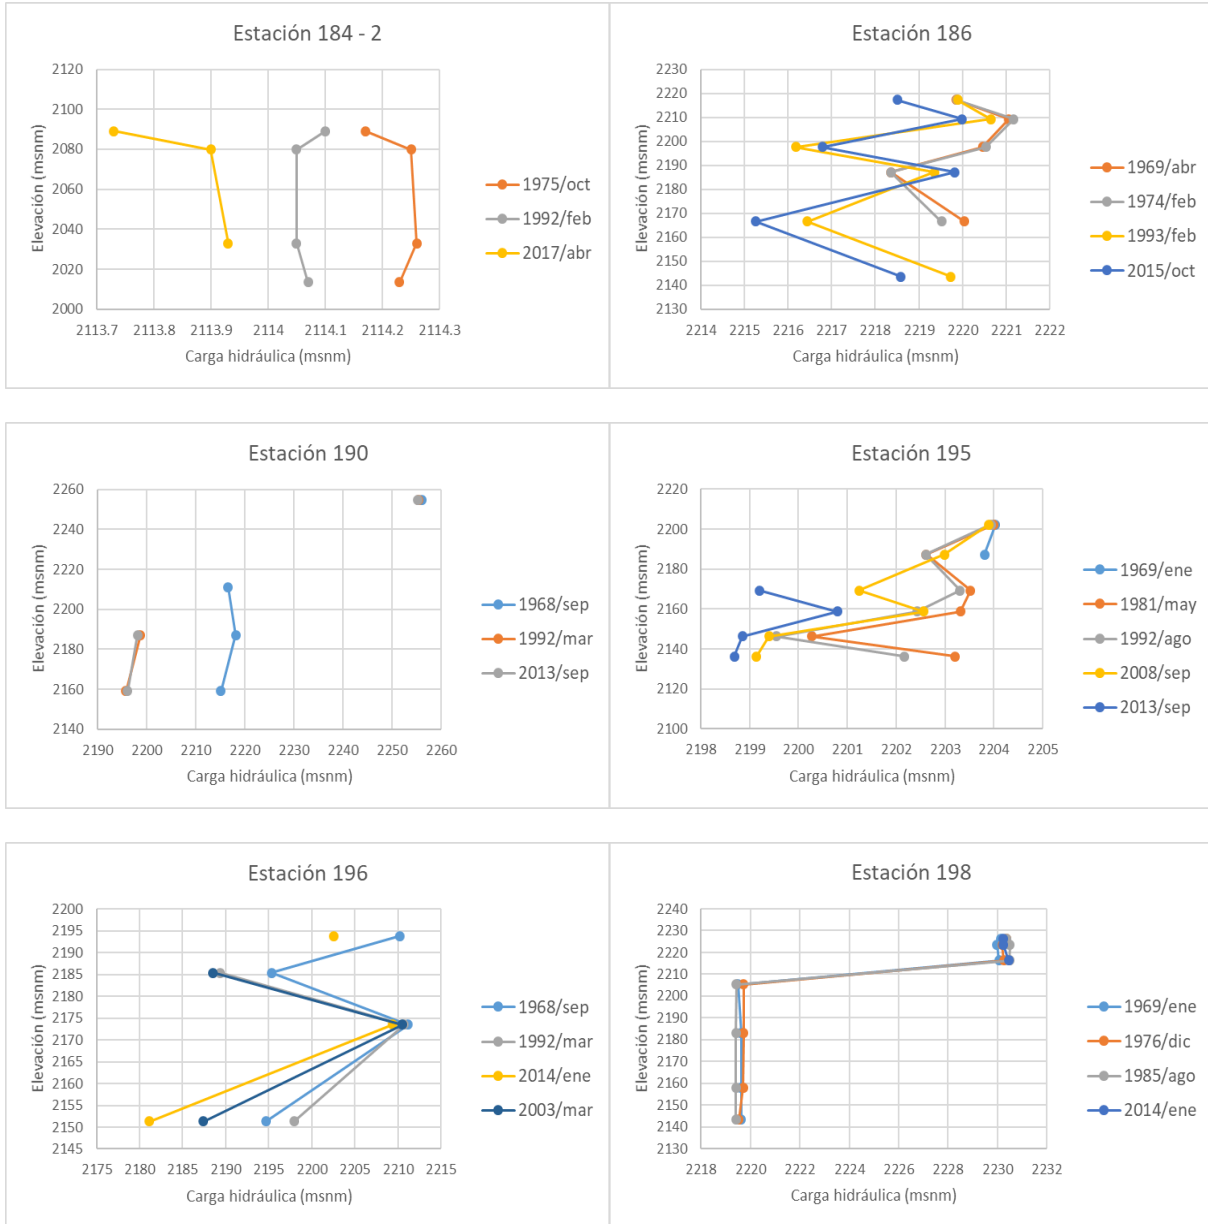 Estación 184 - 2
Elevación (msnm)
2120
2100
2080
2060
2040
2020
2000
2113.7 2113.8 2113.9 2114 2114.1 2114.2 2114.3
Carga hidráulica (msnm)
1975/oct
1992/feb
2017/abr
Estación 186
Elevación (msnm)
2230
2220
2210
2200
2190
2180
2170
2160
2150
2140
2130
2214 2215 2216 2217 2218 2219 2220 2221 2222
Carga hidráulica (msnm)
1969/abr
1974/feb
1993/feb
2015/oct
Estación 190
Elevación (msnm)
2260
2240
2220
2200
2180
2160
2140
2190 2200 2210 2220 2230 2240 2250 2260
Carga hidráulica (msnm)
1968/sep
1992/mar
2013/sep
Estación 195
Elevación (msnm)
2220
2200
2180
2160
2140
2120
2100
2198 2199 2200 2201 2202 2203 2204 2205
Carga hidráulica (msnm)
1969/ene
1981/may
1992/ago
2008/sep
2013/sep
Estación 196
Elevación (msnm)
2200
2195
2190
2185
2180
2175
2170
2165
2160
2155
2150
2145
2175 2180 2185 2190 2195 2200 2205 2210 2215
Carga hidráulica (msnm)
1968/sep
1992/mar
2014/ene
2003/mar
Estación 198
Elevación (msnm)
2240
2230
2220
2210
2200
2190
2180
2170
2160
2150
2140
2130
2218 2220 2222 2224 2226 2228 2230 2232
Carga hidráulica (msnm)
1969/ene
1976/dic
1985/ago
2014/ene